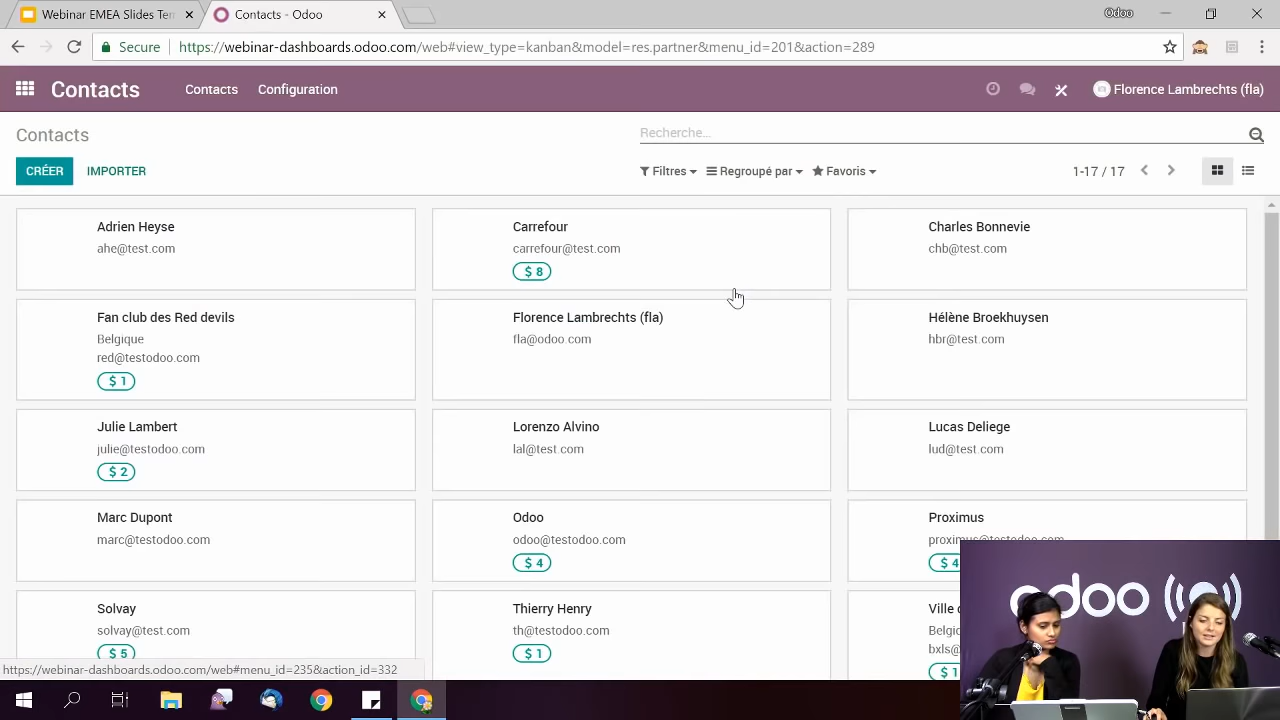 Webinar EMEA Slides Ten
Contacts - Odoo
Odoo
Secure
https://webinar-dashboards.odoo.com/web#view_type=kanban&model=res.partner&menu_id=201&action=289
Contacts
Contacts
Configuration
Florence Lambrechts (fla)
Contacts
Recherche...
CRÉER
IMPORTER
Filtres
Regroupé par
Favoris
1-17 / 17
Adrien Heyse
ahe@test.com
Carrefour
carrefour@test.com
$ 8
Charles Bonnevie
chb@test.com
Fan club des Red devils
Belgique
red@testodoo.com
$ 1
Florence Lambrechts (fla)
fla@odoo.com
Hélène Broekhuysen
hbr@test.com
Julie Lambert
julie@testodoo.com
$ 2
Lorenzo Alvino
lal@test.com
Lucas Deliege
lud@test.com
Marc Dupont
marc@testodoo.com
Odoo
odoo@testodoo.com
$ 4
Proximus
proximus@testodoo.com
$ 4
Solvay
solvay@test.com
$ 5
Thierry Henry
th@testodoo.com
$ 1
Ville
Belgi
bxls@
$ 1
https://webinar-dashboards.odoo.com/web#menu_id=235&action_id=332
odoo